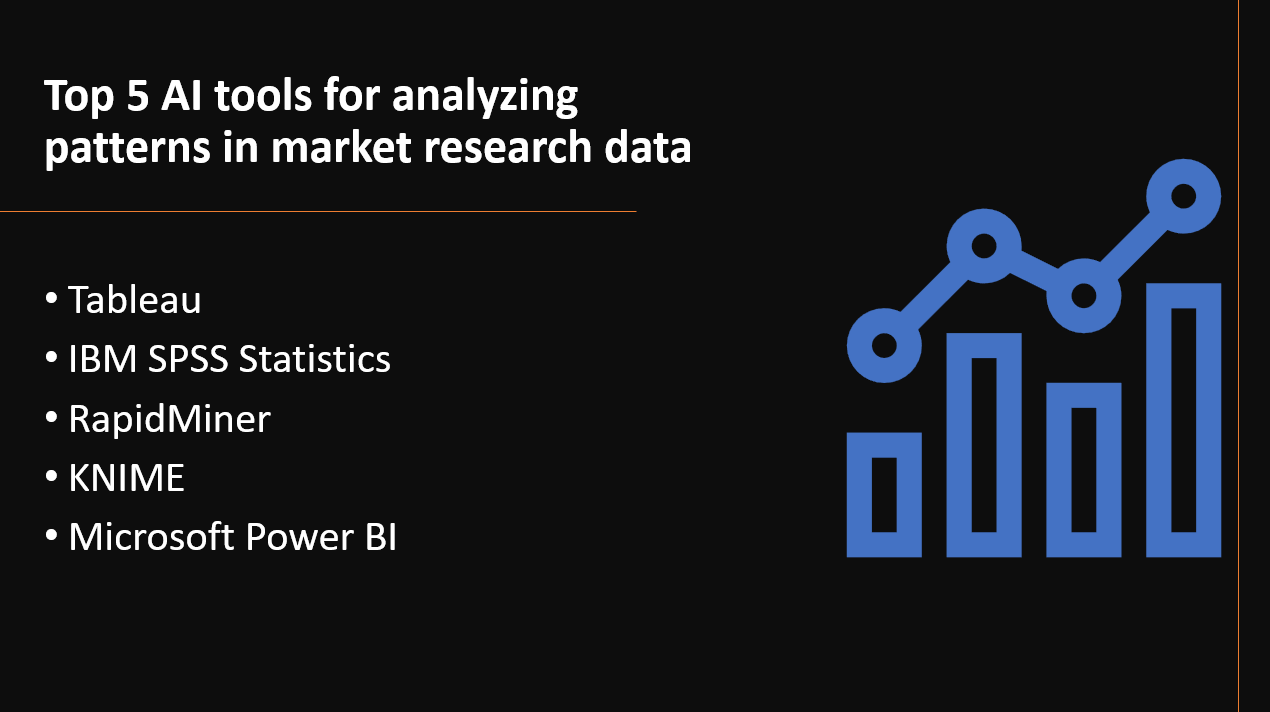 Top 5 AI tools for analyzing
patterns in market research data
• Tableau
• IBM SPSS Statistics
• RapidMiner
• KNIME
• Microsoft Power BI